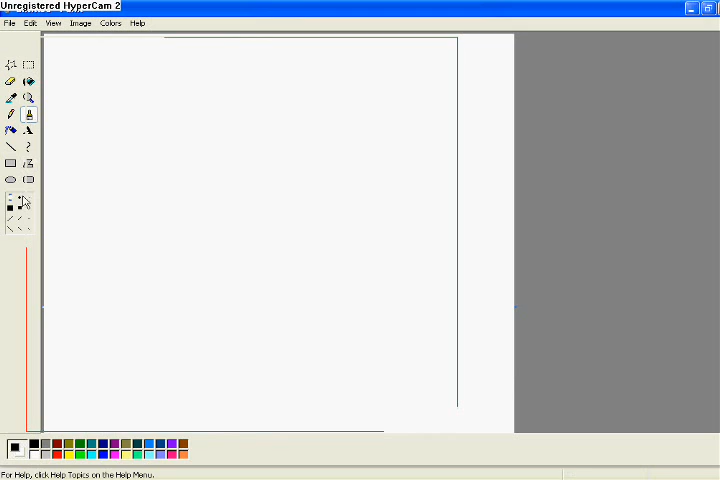 Unregistered HyperCam 2
File Edit View Image Colors Help
A
For Help, click Help Topics on the Help Menu.